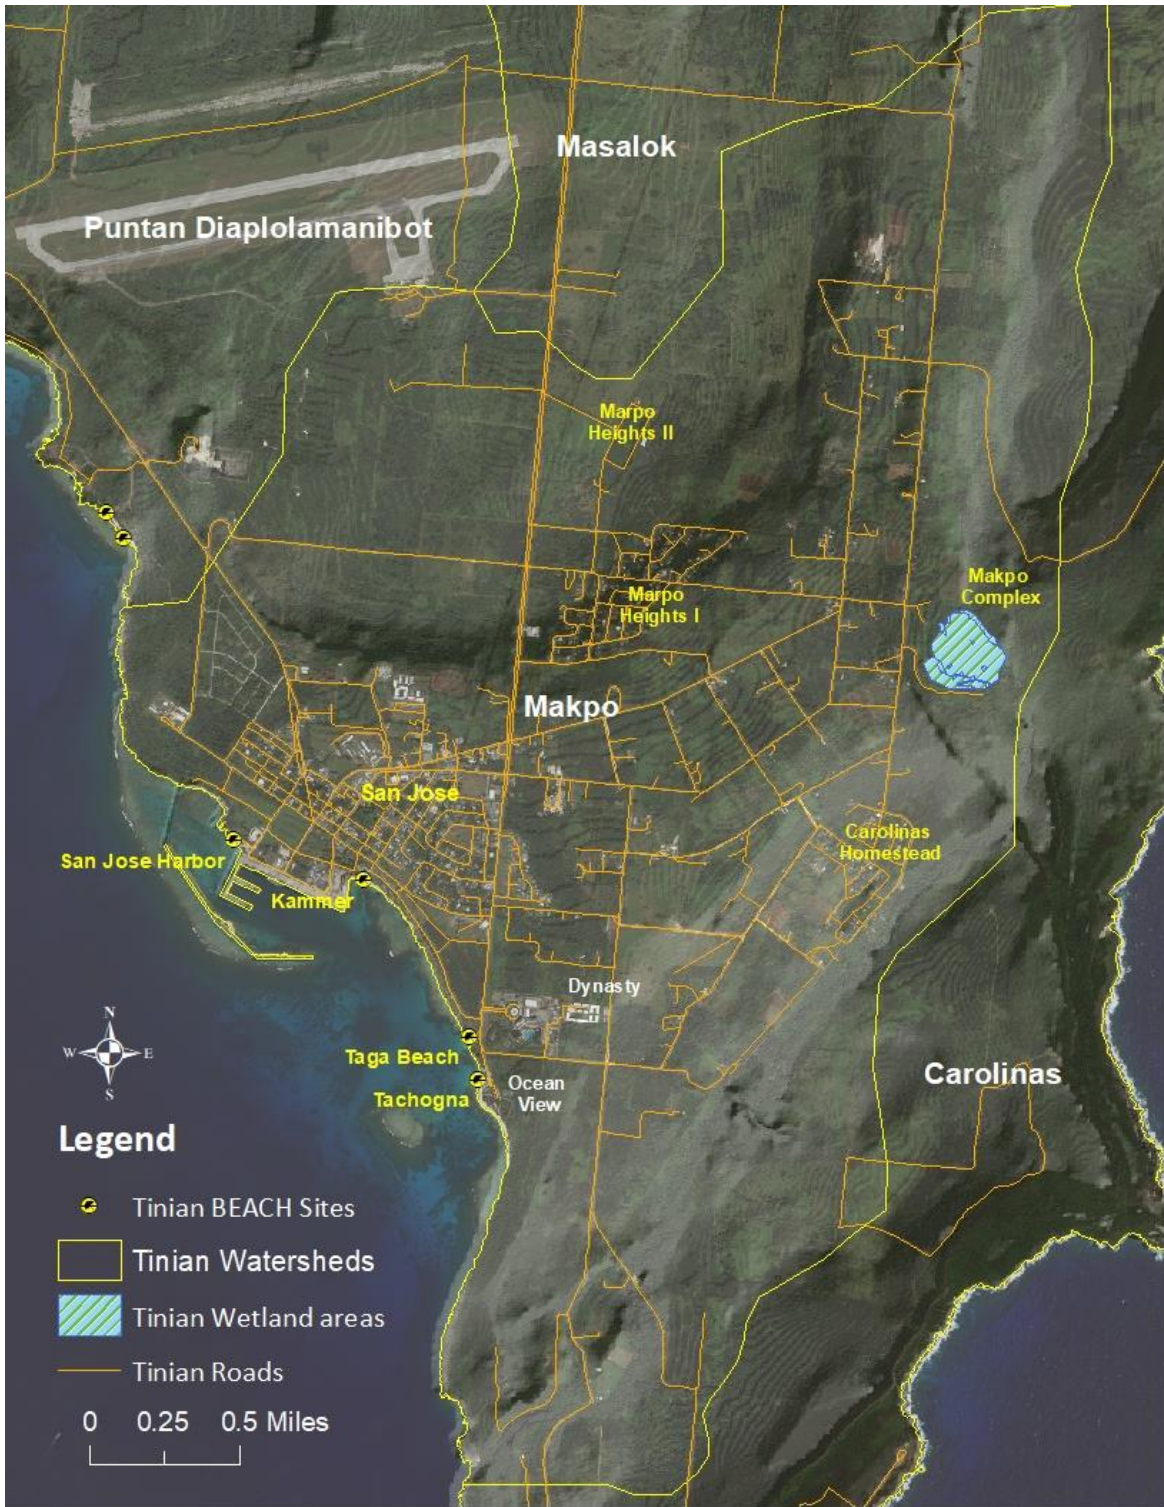 Masalok
Puntan Diaplolamanibot
Marpo
Heights II
Makpo
Complex
Marpo
Heights I
Makpo
San Jose
Carolinas
Homestead
San Jose Harbor
Kammer
Dynasty
N
W
E
S
Taga Beach
Ocean
View
Tachogna
Carolinas
Legend
Tinian BEACH Sites
Tinian Watersheds
Tinian Wetland areas
Tinian Roads
0 0.25 0.5 Miles